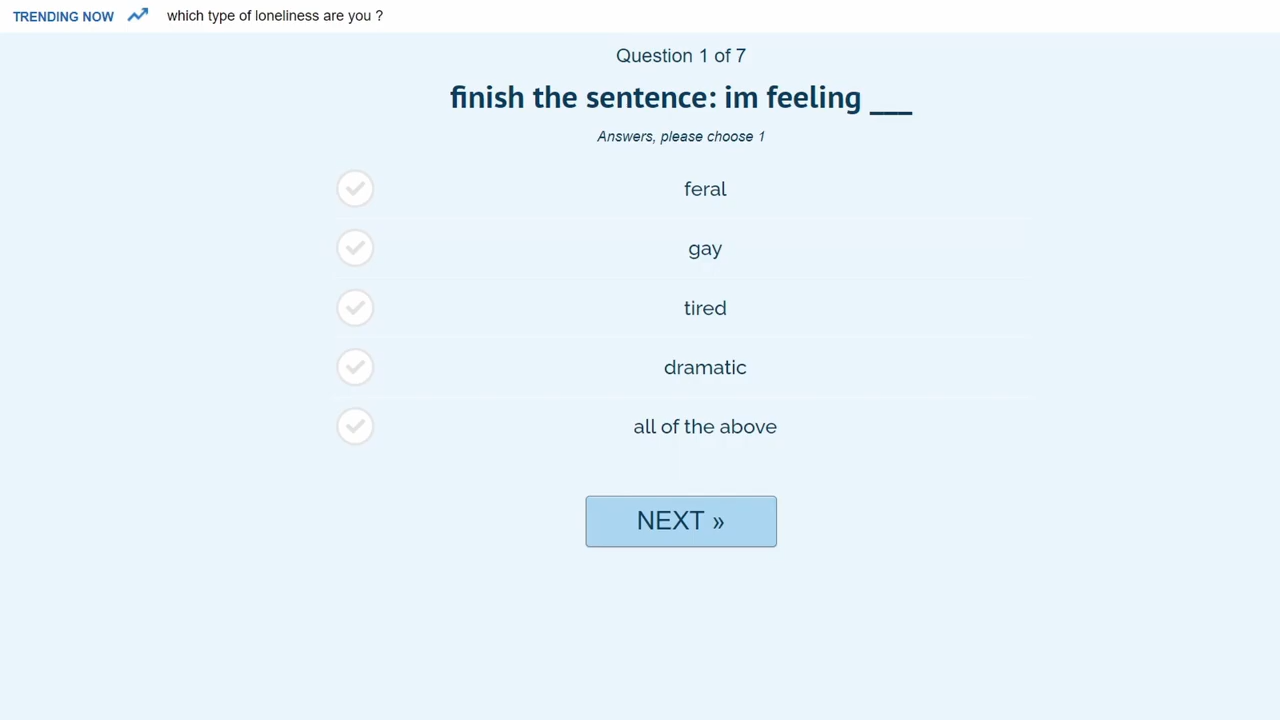 TRENDING NOW which type of loneliness are you ?
Question 1 of 7
finish the sentence: im feeling ___
Answers, please choose 1
feral
gay
tired
dramatic
all of the above
NEXT »